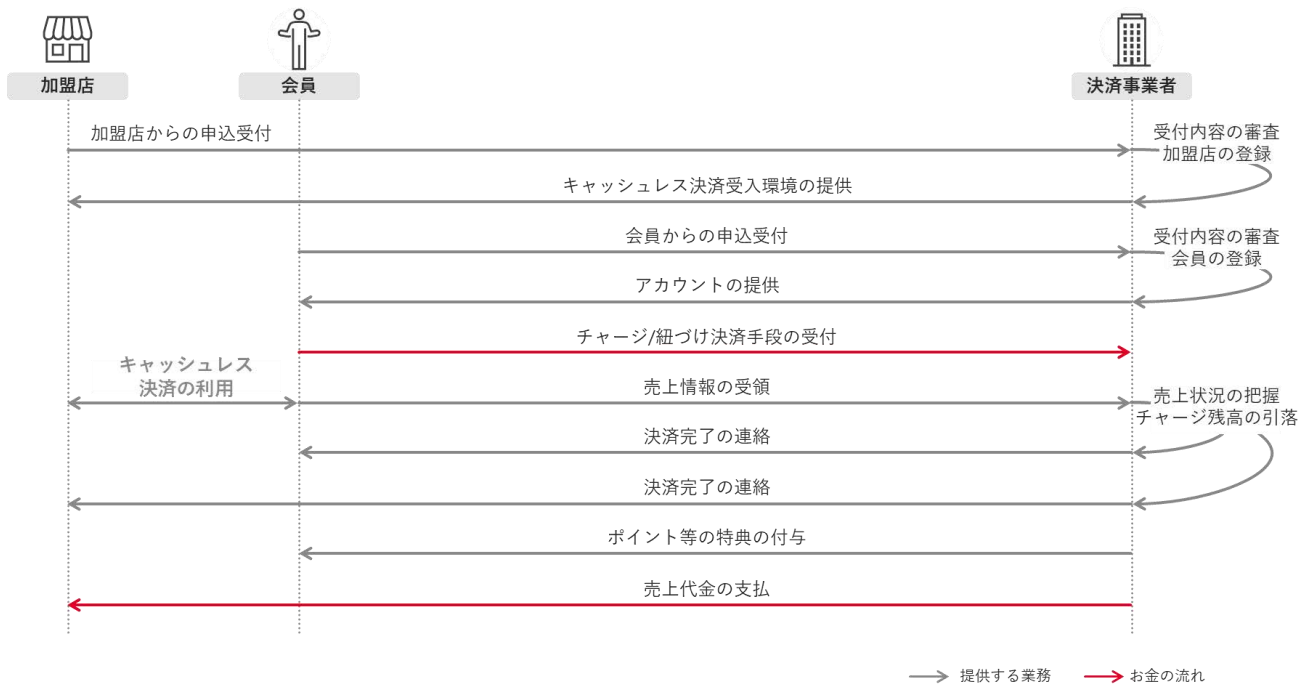 加盟店
会員
決済事業者
加盟店からの申込受付
受付内容の審査
加盟店の登録
キャッシュレス決済受入環境の提供
会員からの申込受付
受付内容の審査
会員の登録
アカウントの提供
チャージ/紐づけ決済手段の受付
キャッシュレス
決済の利用
売上情報の受領
売上状況の把握
チャージ残高の引落
決済完了の連絡
決済完了の連絡
ポイント等の特典の付与
売上代金の支払
提供する業務
お金の流れ